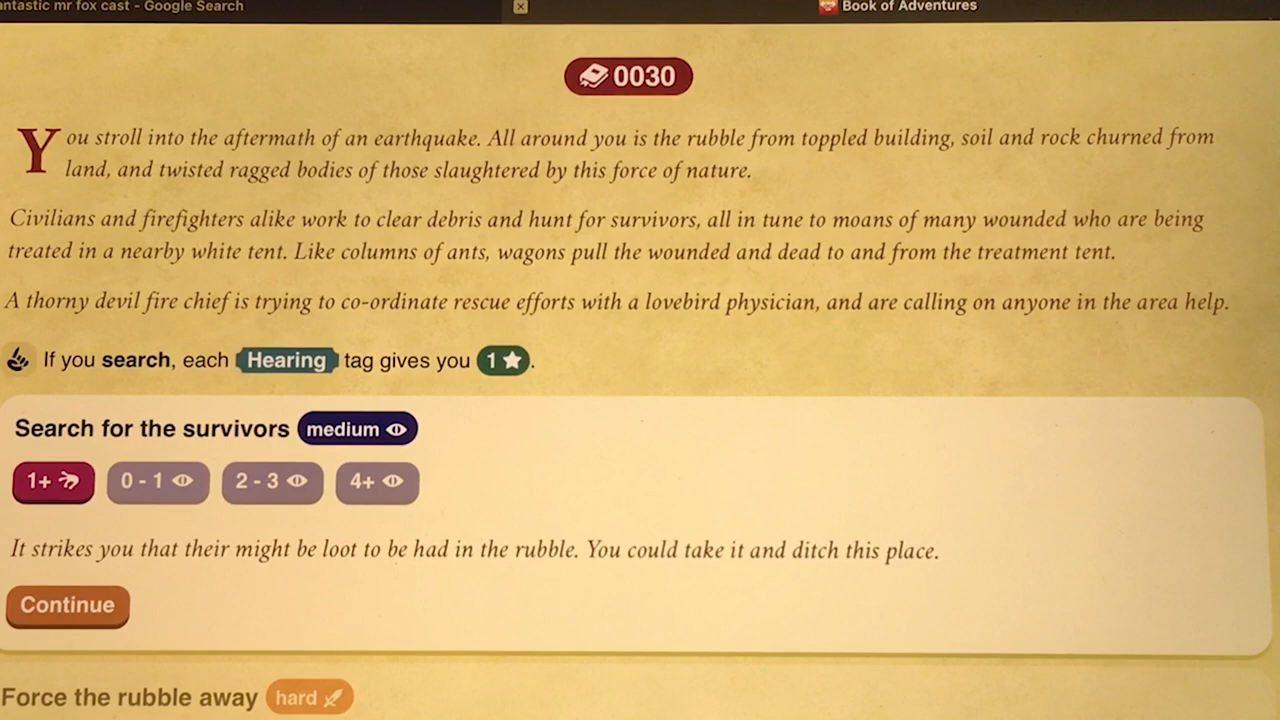 antastic mr fox cast - Google Search
Book of Adventures
0030
You stroll into the aftermath of an earthquake. All around you is the rubble from toppled building, soil and rock churned from
land, and twisted ragged bodies of those slaughtered by this force of nature.
Civilians and firefighters alike work to clear debris and hunt for survivors, all in tune to moans of many wounded who are being
treated in a nearby white tent. Like columns of ants, wagons pull the wounded and dead to and from the treatment tent.
A thorny devil fire chief is trying to co-ordinate rescue efforts with a lovebird physician, and are calling on anyone in the area help.
If you search, each Hearing tag gives you 1★.
Search for the survivors medium
1+ 0 - 1 2 - 3 4+
It strikes you that their might be loot to be had in the rubble. You could take it and ditch this place.
Continue
Force the rubble away hard